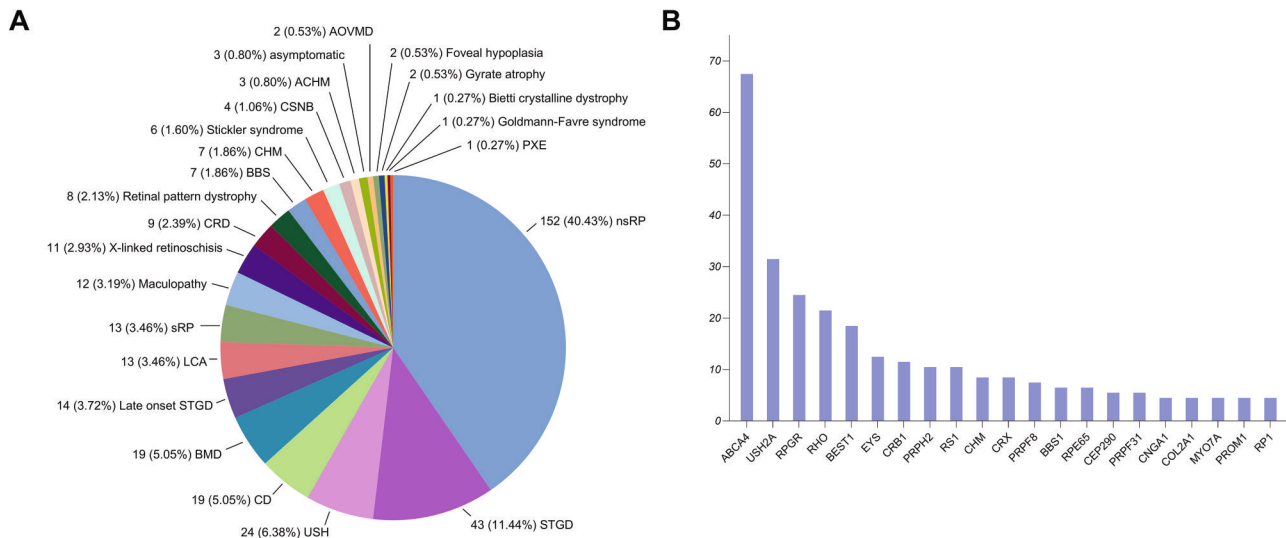 A
2 (0.53%) AOVMD
3 (0.80%) asymptomatic
3 (0.80%) ACHM
4 (1.06%) CSNB
6 (1.60%) Stickler syndrome
7 (1.86%) CHM
7 (1.86%) BBS
8 (2.13%) Retinal pattern dystrophy
9 (2.39%) CRD
11 (2.93%) X-linked retinoschisis
12 (3.19%) Maculopathy
13 (3.46%) sRP
13 (3.46%) LCA
14 (3.72%) Late onset STGD
19 (5.05%) BMD
19 (5.05%) CD
24 (6.38%) USH
43 (11.44%) STGD
152 (40.43%) nsRP
1 (0.27%) PXE
1 (0.27%) Goldmann-Favre syndrome
1 (0.27%) Bietti crystalline dystrophy
2 (0.53%) Gyrate atrophy
2 (0.53%) Foveal hypoplasia
B
70
60
50
40
30
20
10
0
ABCA4
USH2A
RPGR
RHO
BEST1
EYS
CRB1
PRPH2
RS1
CHM
CRX
PRPF8
BBS1
RPE65
CEP290
PRPF31
CNGA1
COL2A1
MYO7A
PROM1
RP1